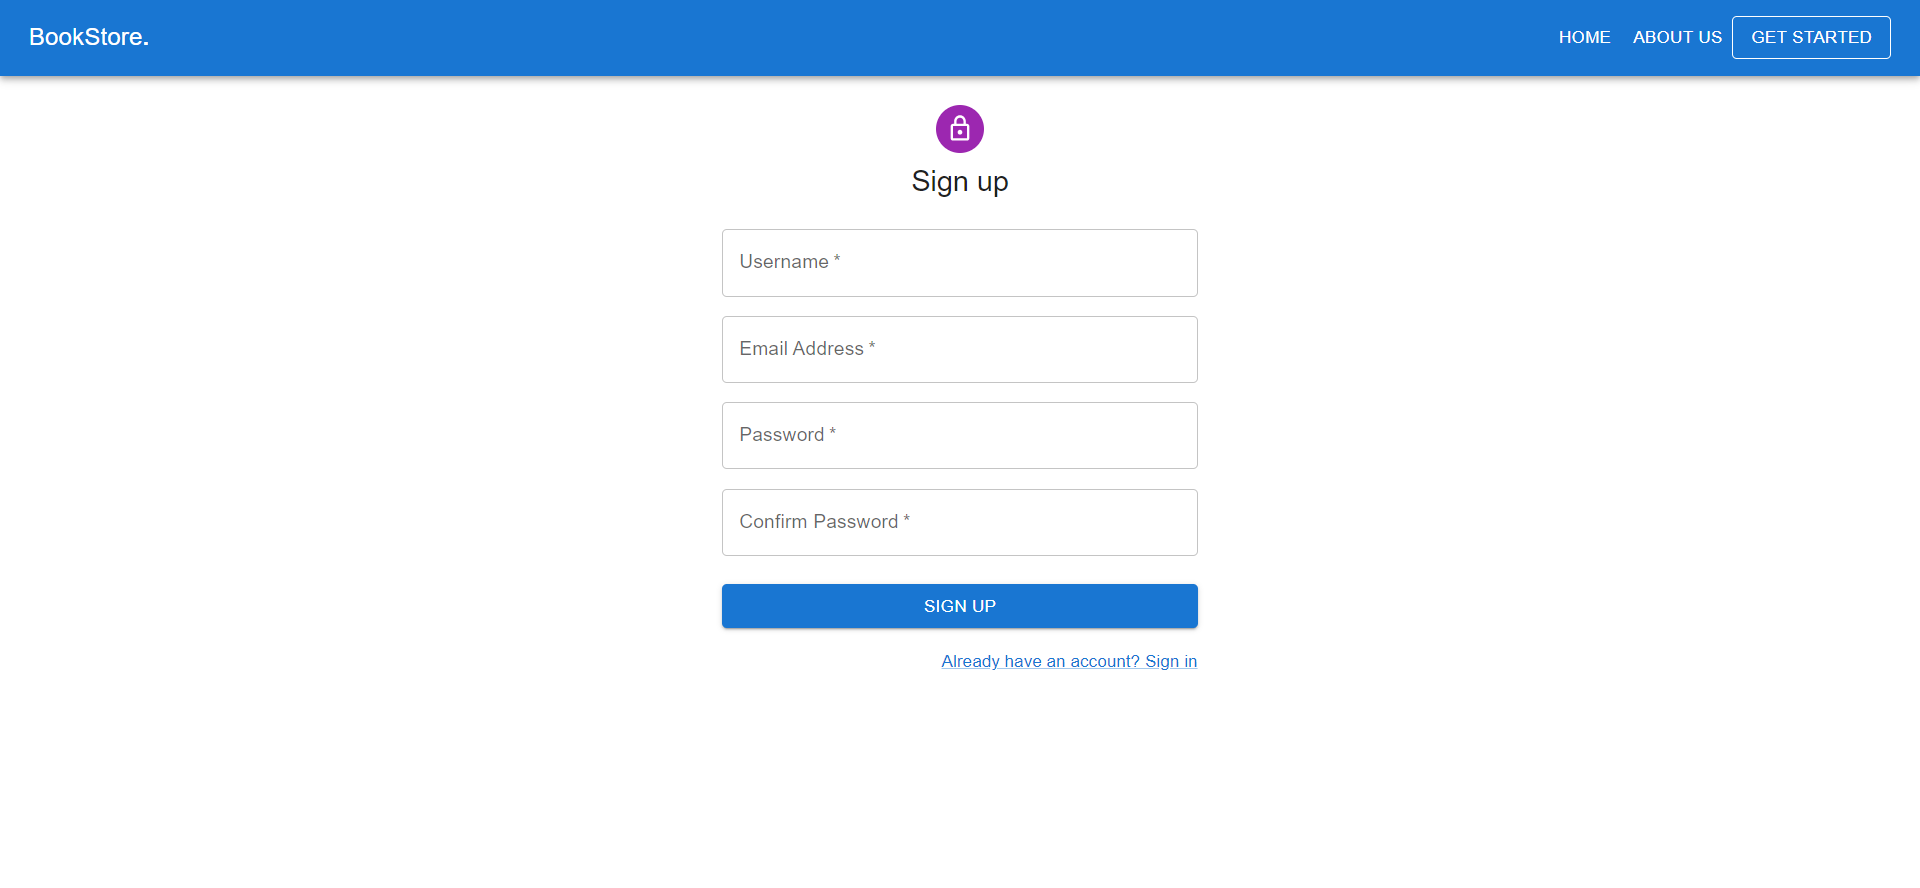 BookStore.
HOME ABOUT US GET STARTED
Sign up
Username *
Email Address *
Password *
Confirm Password *
SIGN UP
Already have an account? Sign in